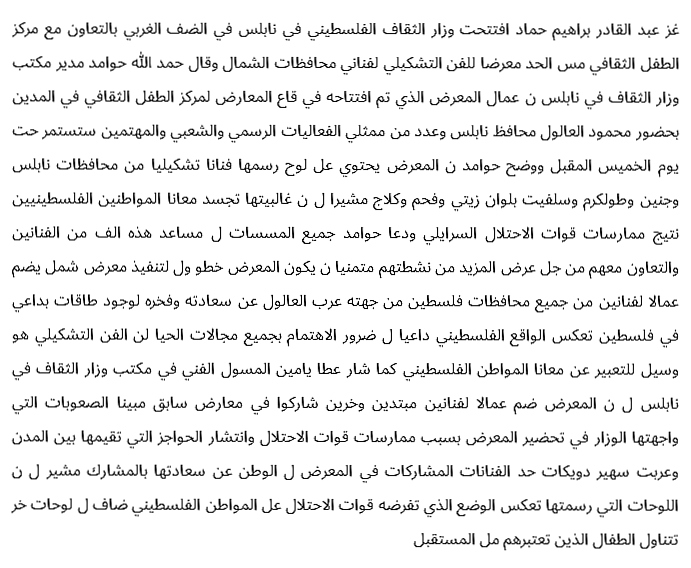 غز عبد القادر براهيم حماد افتتحت وزار الثقاف الفلسطيني في نابلس في الضف الغربي بالتعاون مع مركز
الطفل الثقافي مس الحد معرضا للفن التشكيلي لفناني محافظات الشمال وقال حمد الله حوامد مدير مكتب
وزار الثقاف في نابلس ن عمال المعرض الذي تم افتتاحه في قاع المعارض لمركز الطفل الثقافي في المدين
بحضور محمود العالول محافظ نابلس وعدد من ممثلي الفعاليات الرسمي والشعبي والمهتمين ستستمر حت
يوم الخميس المقبل ووضح حوامد ن المعرض يحتوي عل لوح رسمها فنانا تشكيليا من محافظات نابلس
وجنين وطولكرم وسلفيت بلوان زيتي وفحم وكلاج مشيرا ل ن غالبيتها تجسد معانا المواطنين الفلسطينيين
نتيج ممارسات قوات الاحتلال السرايلي ودعا حوامد جميع المسسات ل مساعد هذه الف من الفنانين
والتعاون معهم من جل عرض المزيد من نشطتهم متمنيا ن يكون المعرض خطو ول لتنفيذ معرض شمل يضم
عمالا لفنانين من جميع محافظات فلسطين من جهته عرب العالول عن سعادته وفخره لوجود طاقات بداعي
في فلسطين تعكس الواقع الفلسطيني داعيا ل ضرور الاهتمام بجميع مجالات الحيا لن الفن التشكيلي هو
وسيل للتعبير عن معانا المواطن الفلسطيني كما شار عطا يامين المسول الفني في مكتب وزار الثقاف في
نابلس ل ن المعرض ضم عمالا لفنانين مبتدين وخرين شاركوا في معارض سابق مبينا الصعوبات التي
واجهتها الوزار في تحضير المعرض بسبب ممارسات قوات الاحتلال وانتشار الحواجز التي تقيمها بين المدن
وعربت سهير دويكات حد الفنانات المشاركات في المعرض ل الوطن عن سعادتها بالمشارك مشير ل ن
اللوحات التي رسمتها تعكس الوضع الذي تفرضه قوات الاحتلال عل المواطن الفلسطيني ضاف ل لوحات خر
تتناول الطفال الذين تعتبرهم مل المستقبل